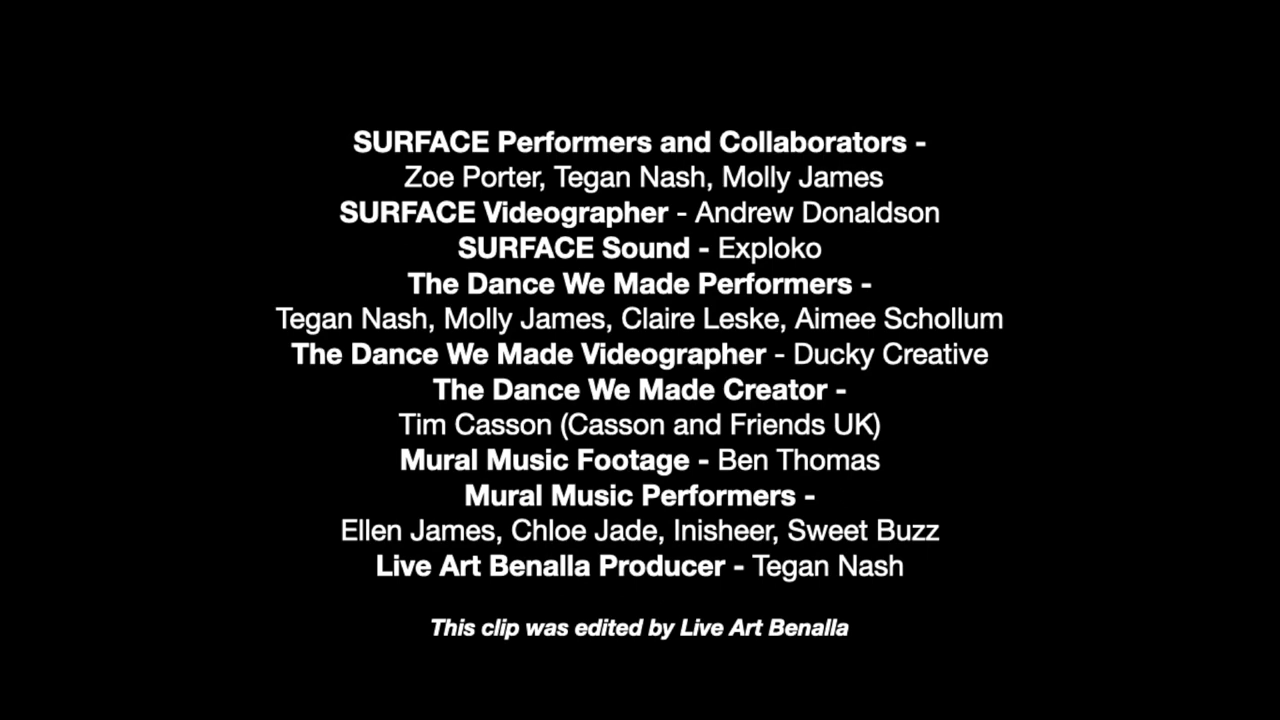 SURFACE Performers and Collaborators -
Zoe Porter, Tegan Nash, Molly James
SURFACE Videographer - Andrew Donaldson
SURFACE Sound - Exploko
The Dance We Made Performers -
Tegan Nash, Molly James, Claire Leske, Aimee Schollum
The Dance We Made Videographer - Ducky Creative
The Dance We Made Creator -
Tim Casson (Casson and Friends UK)
Mural Music Footage - Ben Thomas
Mural Music Performers -
Ellen James, Chloe Jade, Inisheer, Sweet Buzz
Live Art Benalla Producer - Tegan Nash
This clip was edited by Live Art Benalla